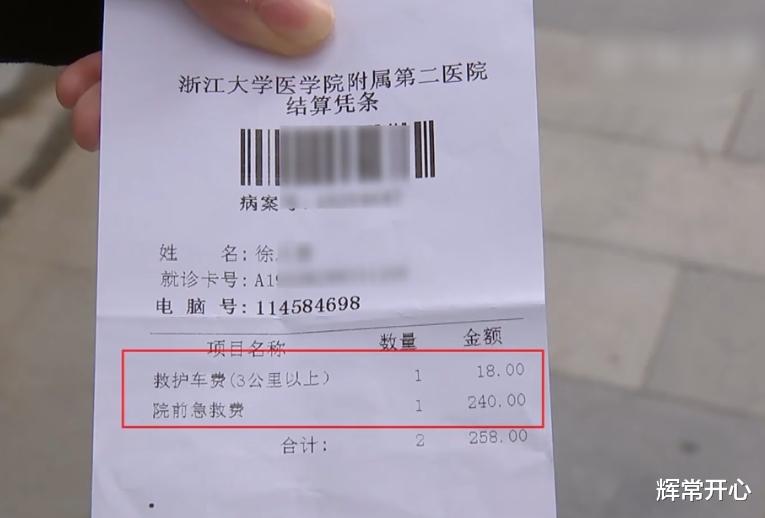 浙江大学医学院附属第二医院
结算凭条
病案
姓 名: 徐
就诊卡号: A19
电 脑 号: 114584698
项目名称 数量 金额
救护车费(3公里以上) 1 18.00
院前急救费 1 240.00
合计: 2 258.00
辉常开心